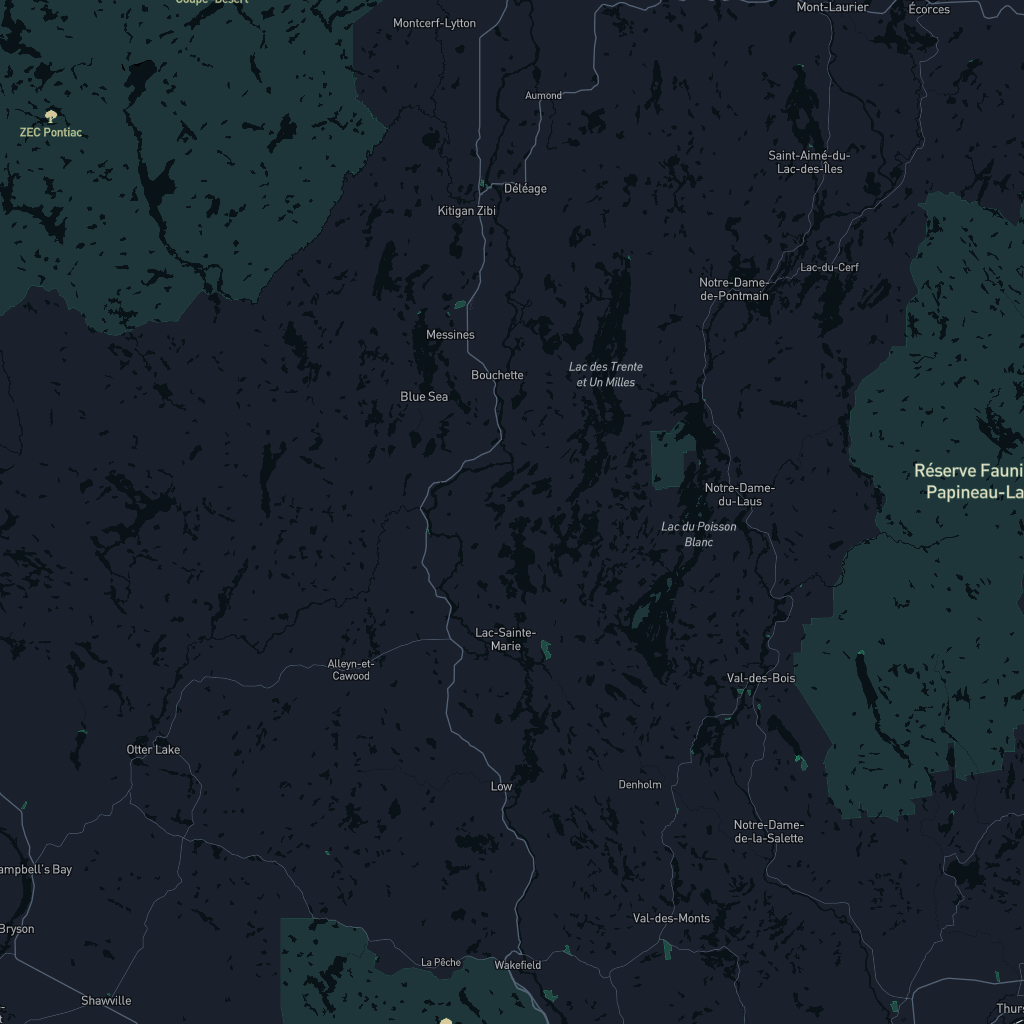 Montcerf-Lytton
Mont-Laurier
Écorces
Aumond
ZEC Pontiac
Saint-Aimé-du-
Lac-des-Îles
Déléage
Kitigan Zibi
Lac-du-Cerf
Notre-Dame-
de-Pontmain
Messines
Lac des Trente
et Un Milles
Bouchette
Blue Sea
Réserve Fauni
Papineau-La
Notre-Dame-
du-Laus
Lac du Poisson
Blanc
Lac-Sainte-
Marie
Alleyn-et-
Cawood
Val-des-Bois
Otter Lake
Low
Denholm
Notre-Dame-
de-la-Salette
ampbell's Bay
Val-des-Monts
Bryson
La Pêche
Wakefield
Shawville
Thurs